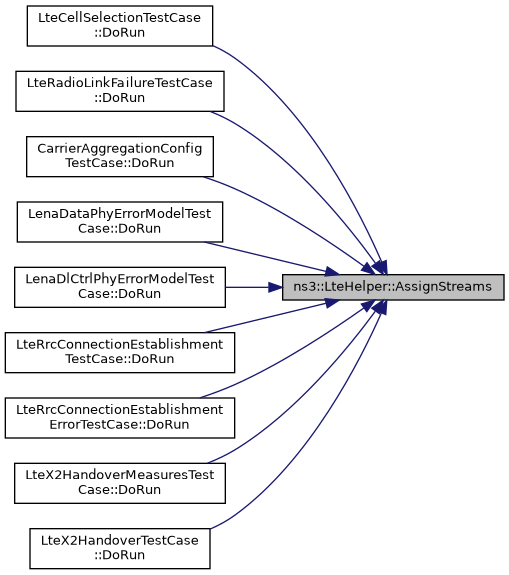 LteCellSelectionTestCase
::DoRun
LteRadioLinkFailureTestCase
::DoRun
CarrierAggregationConfig
TestCase::DoRun
LenaDataPhyErrorModelTest
Case::DoRun
LenaDlCtrlPhyErrorModelTest
Case::DoRun
ns3::LteHelper::AssignStreams
LteRrcConnectionEstablishment
TestCase::DoRun
LteRrcConnectionEstablishment
ErrorTestCase::DoRun
LteX2HandoverMeasuresTest
Case::DoRun
LteX2HandoverTestCase
::DoRun